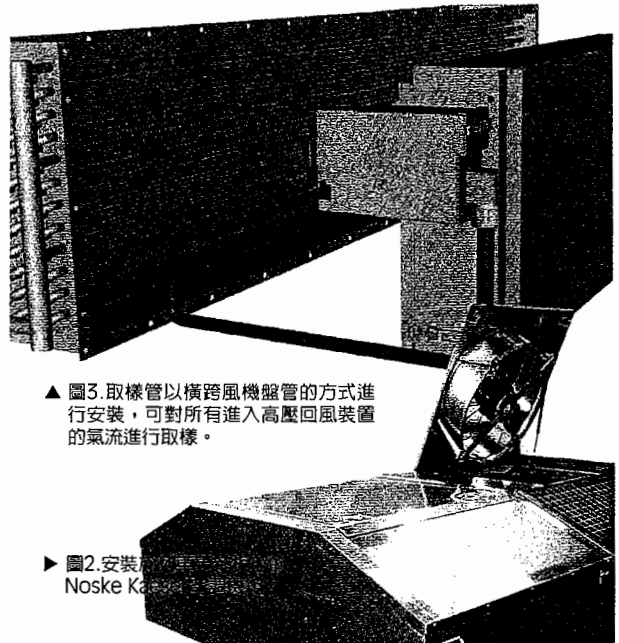 ▲ 圖3.取樣管以橫跨風機盤管的方式進
行安裝，可對所有進入高壓回風裝置
的氣流進行取樣。
▶ 圖2.安裝
Noske